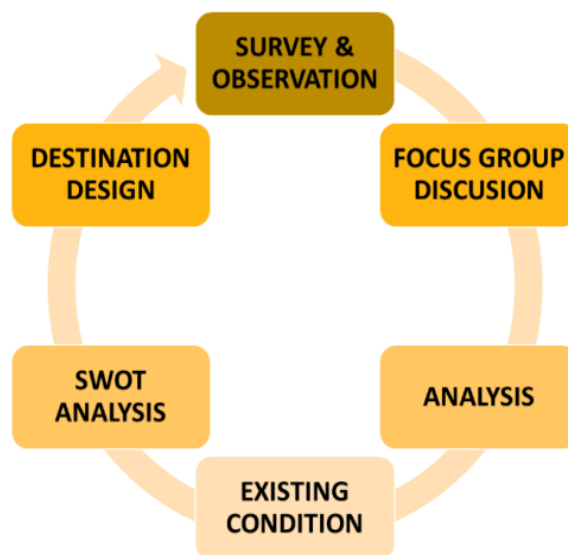 SURVEY &
OBSERVATION
FOCUS GROUP
DISCUSION
ANALYSIS
EXISTING
CONDITION
SWOT
ANALYSIS
DESTINATION
DESIGN